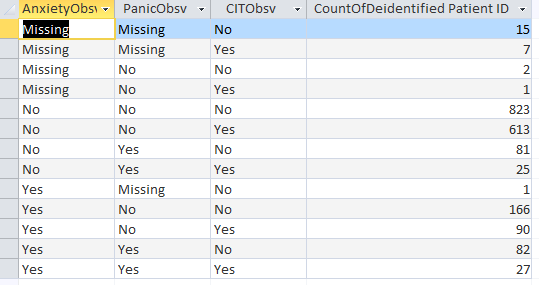 AnxietyObsv PanicObsv CITObsv CountOfDeidentified Patient ID
Missing Missing No 15
Missing Missing Yes 7
Missing No No 2
Missing No Yes 1
No No No 823
No No Yes 613
No Yes No 81
No Yes Yes 25
Yes Missing No 1
Yes No No 166
Yes No Yes 90
Yes Yes No 82
Yes Yes Yes 27